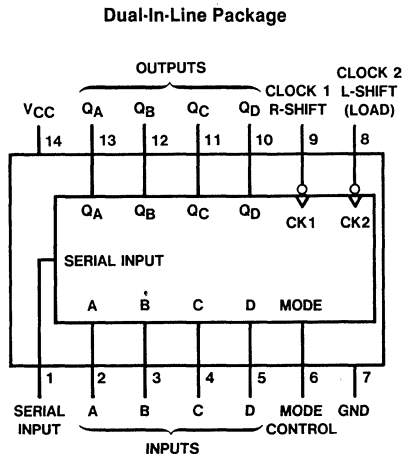 Dual-In-Line Package
OUTPUTS
CLOCK 1
R-SHIFT
CLOCK 2
L-SHIFT
(LOAD)
VCC QA QB QC QD
14 13 12 11 10 9 8
QA QB QC QD CK1 CK2
SERIAL INPUT
A B C D MODE
1 2 3 4 5 6 7
SERIAL
INPUT
A B C D
MODE
CONTROL
GND
INPUTS